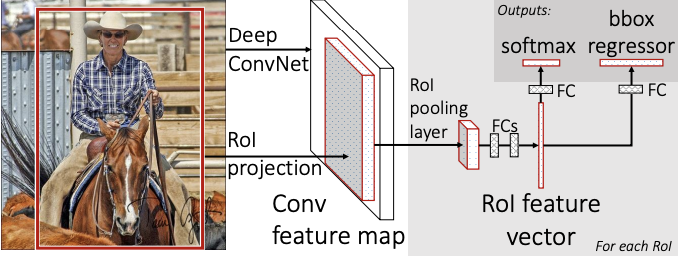 Deep
ConvNet
RoI
projection
Conv
feature map
RoI
pooling
layer
FCs
RoI feature
vector
Outputs:
softmax
bbox
regressor
FC
FC
For each RoI